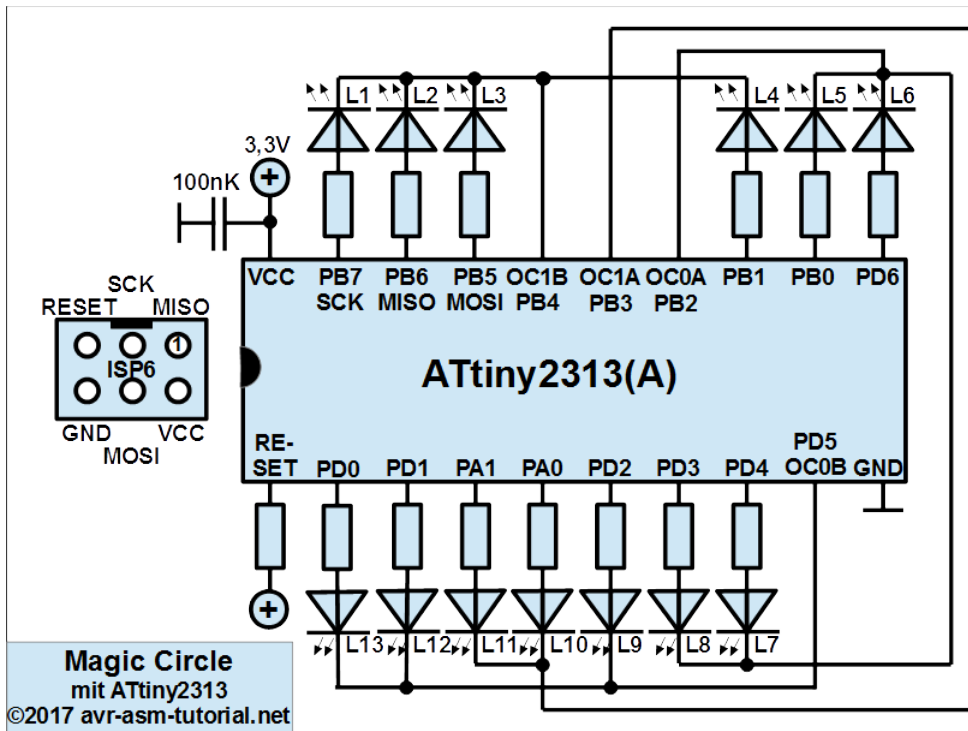 L1 L2 L3 L4 L5 L6
3,3V
+
100nK
VCC PB7 PB6 PB5 OC1B OC1A OC0A PB1 PB0 PD6
SCK MISO MOSI PB4 PB3 PB2
SCK
RESET MISO
1
ISP6
GND VCC
MOSI
ATtiny2313(A)
RE-
SET PD0 PD1 PA1 PA0 PD2 PD3 PD4 OC0B GND
PD5
+
L13 L12 L11 L10 L9 L8 L7
Magic Circle
mit ATtiny2313
©2017 avr-asm-tutorial.net